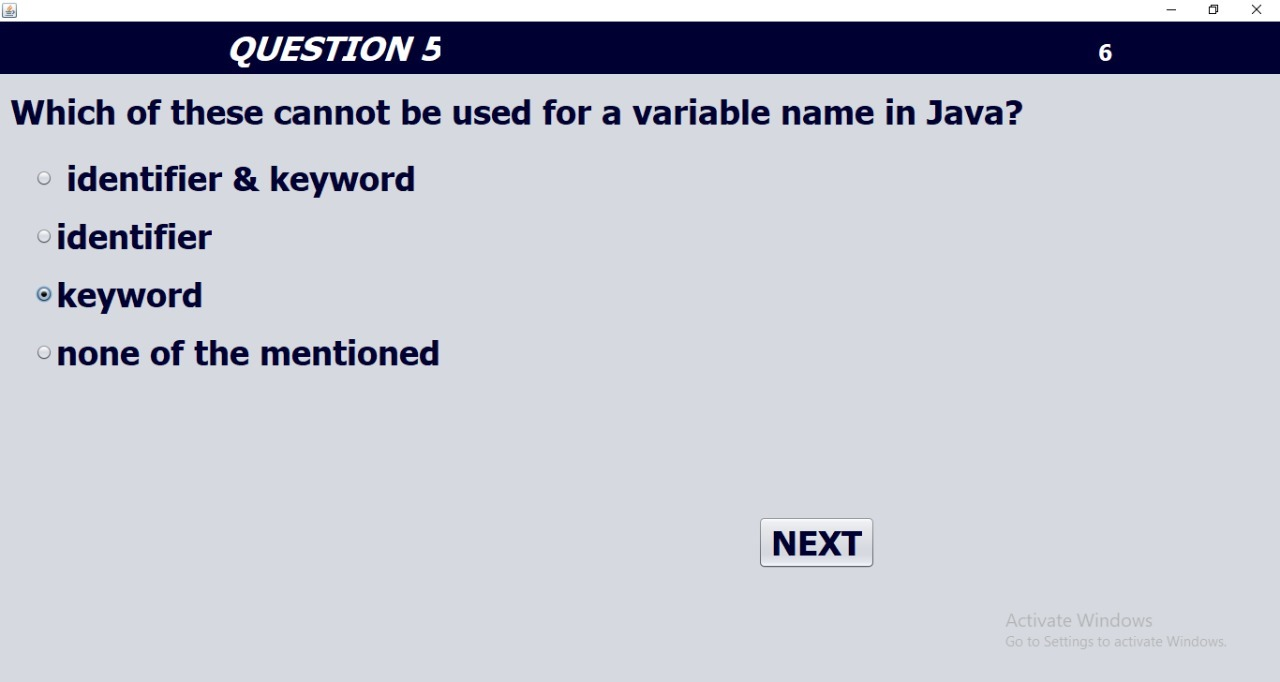 QUESTION 5
6
Which of these cannot be used for a variable name in Java?
identifier & keyword
identifier
keyword
none of the mentioned
NEXT
Activate Windows
Go to Settings to activate Windows.